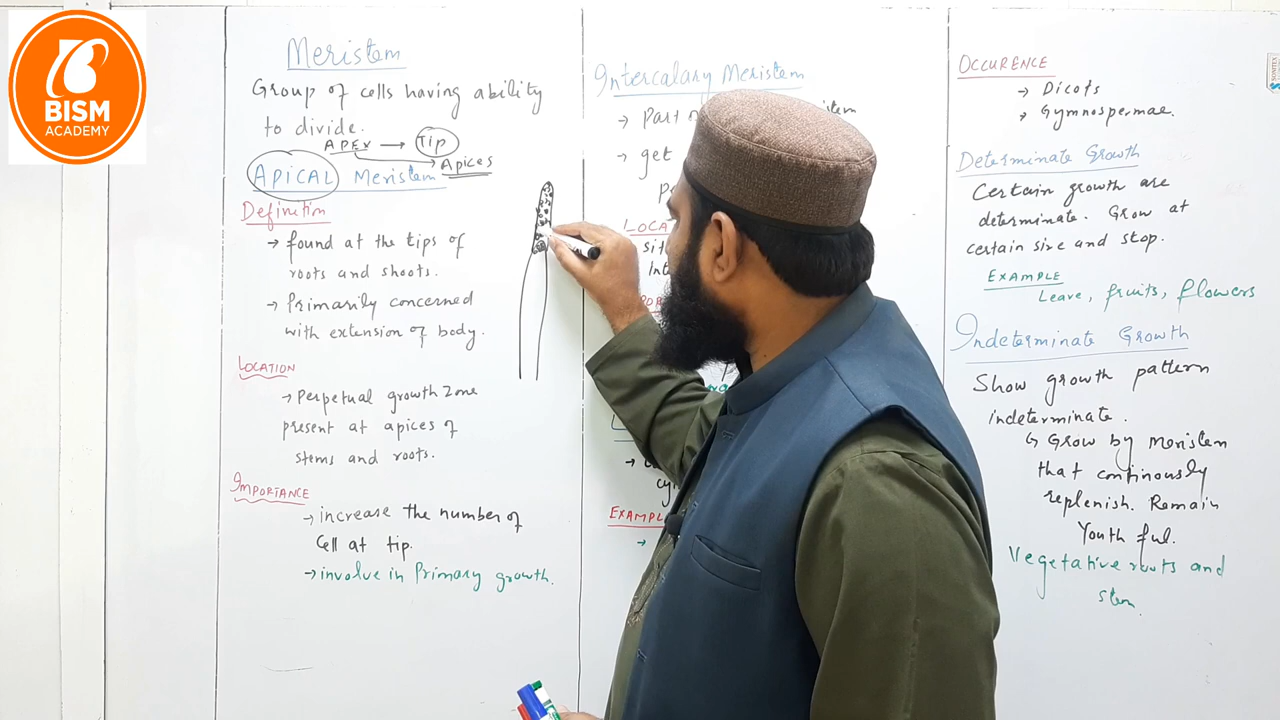 BISM
ACADEMY
Meristem
Group of cells having ability
to divide.
APEX → Tip
Apices
APICAL Meristem
Definition
→ found at the tips of
roots and shoots.
→ Primarily concerned
with extension of body.
LOCATION
→ Perpetual growth Zone
present at apices of
stems and roots.
IMPORTANCE
→ increase the number of
Cell at tip.
→ involve in Primary growth.
Intercalary Meristem
→ Part
→ get
LOCA
Sit
Int
EXAMPL
OCCURENCE
→ Dicots
→ Gymnospermae.
Determinate Growth
Certain growth are
determinate. Grow at
certain size and stop.
EXAMPLE
Leave, fruits, flowers
Indeterminate Growth
Show growth pattern
indeterminate.
↳ Grow by Meristem
that continously
replenish. Remain
Youth ful.
Vegetative roots and
stem.